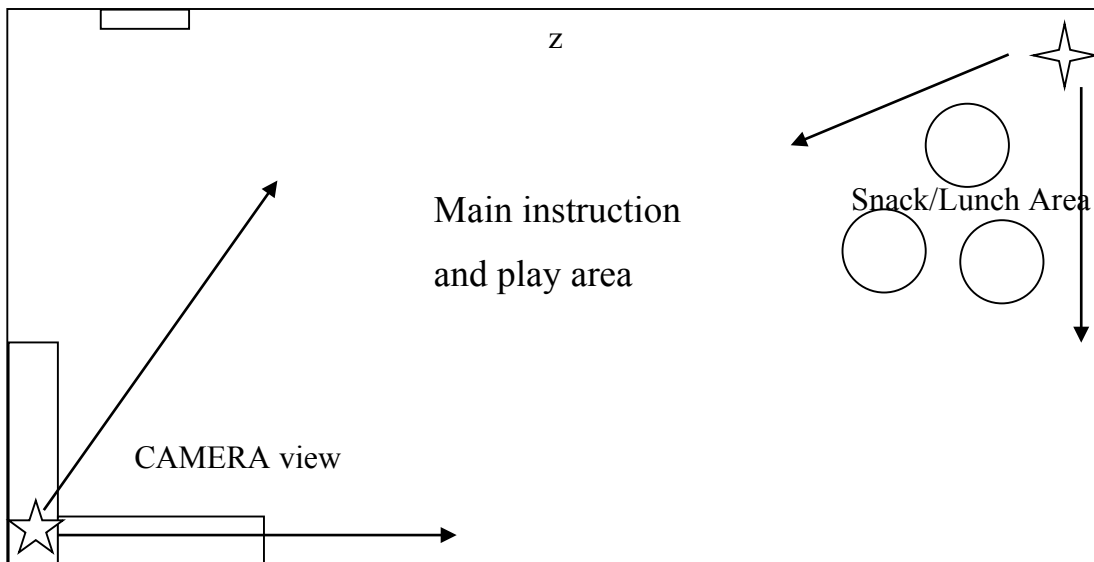 z
Snack/Lunch Area
Main instruction
and play area
CAMERA view